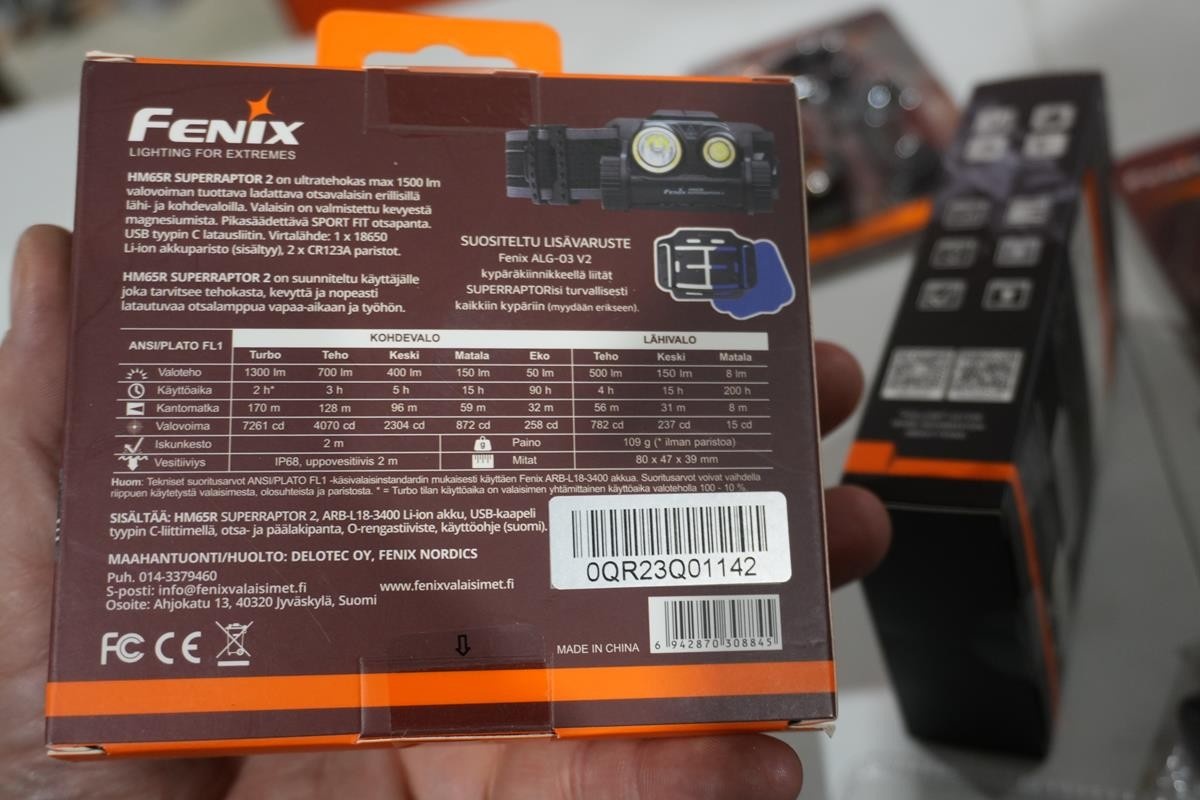 FENIX
LIGHTING FOR EXTREMES
HM65R SUPERRAPTOR 2 on ultratehokas max 1500 lm
valovoiman tuottava ladattava otsavalaisin erillisillä
lähi- ja kohdevaloilla. Valaisin on valmistettu kevyestä
magnesiumista. Pikasäädettävä SPORT FIT otsapanta.
USB tyypin C latausliitin. Virtalähde: 1 x 18650
Li-ion akkuparisto (sisältyy), 2 x CR123A paristot.
HM65R SUPERRAPTOR 2 on suunniteltu käyttäjälle
joka tarvitsee tehokasta, kevyttä ja nopeasti
latautuvaa otsalamppua vapaa-aikaan ja työhön.
Fenix
SUOSITELTU LISÄVARUSTE
Fenix ALG-03 V2
kypäräkiinnikkeellä liität
SUPERRAPTORisi turvallisesti
kaikkiin kypäriin (myydään erikseen).
ANSI/PLATO FL1 KOHDEVALO LÄHIVALO
Turbo Teho Keski Matala Eko Teho Keski Matala
Valoteho 1300 lm 700 lm 400 lm 150 lm 50 lm 500 lm 150 lm 8 lm
Käyttöaika 2 h* 3 h 5 h 15 h 90 h 4 h 15 h 200 h
Kantomatka 170 m 128 m 96 m 59 m 32 m 56 m 31 m 8 m
Valovoima 7261 cd 4070 cd 2304 cd 872 cd 258 cd 782 cd 237 cd 15 cd
Iskunkesto 2 m g Paino 109 g (* ilman paristoa)
Vesitiiviys IP68, uppovesitiivis 2 m Mitat 80 x 47 x 39 mm
Huom: Tekniset suoritusarvot ANSI/PLATO FL1 -käsivalaisinstandardin mukaisesti käyttäen Fenix ARB-L18-3400 akkua. Suoritusarvot voivat vaihdella
riippuen käytetystä valaisimesta, olosuhteista ja paristosta. * = Turbo tilan käyttöaika on valaisimen yhtämittainen käyttöaika valoteholla 100 - 10 %.
SISÄLTÄÄ: HM65R SUPERRAPTOR 2, ARB-L18-3400 Li-ion akku, USB-kaapeli
tyypin C-liittimellä, otsa- ja päälakipanta, O-rengastiiviste, käyttöohje (suomi).
MAAHANTUONTI/HUOLTO: DELOTEC OY, FENIX NORDICS
Puh. 014-3379460
S-posti: info@fenixvalaisimet.fi www.fenixvalaisimet.fi
Osoite: Ahjokatu 13, 40320 Jyväskylä, Suomi
0QR23Q01142
FC CE
MADE IN CHINA
6 942870 308845